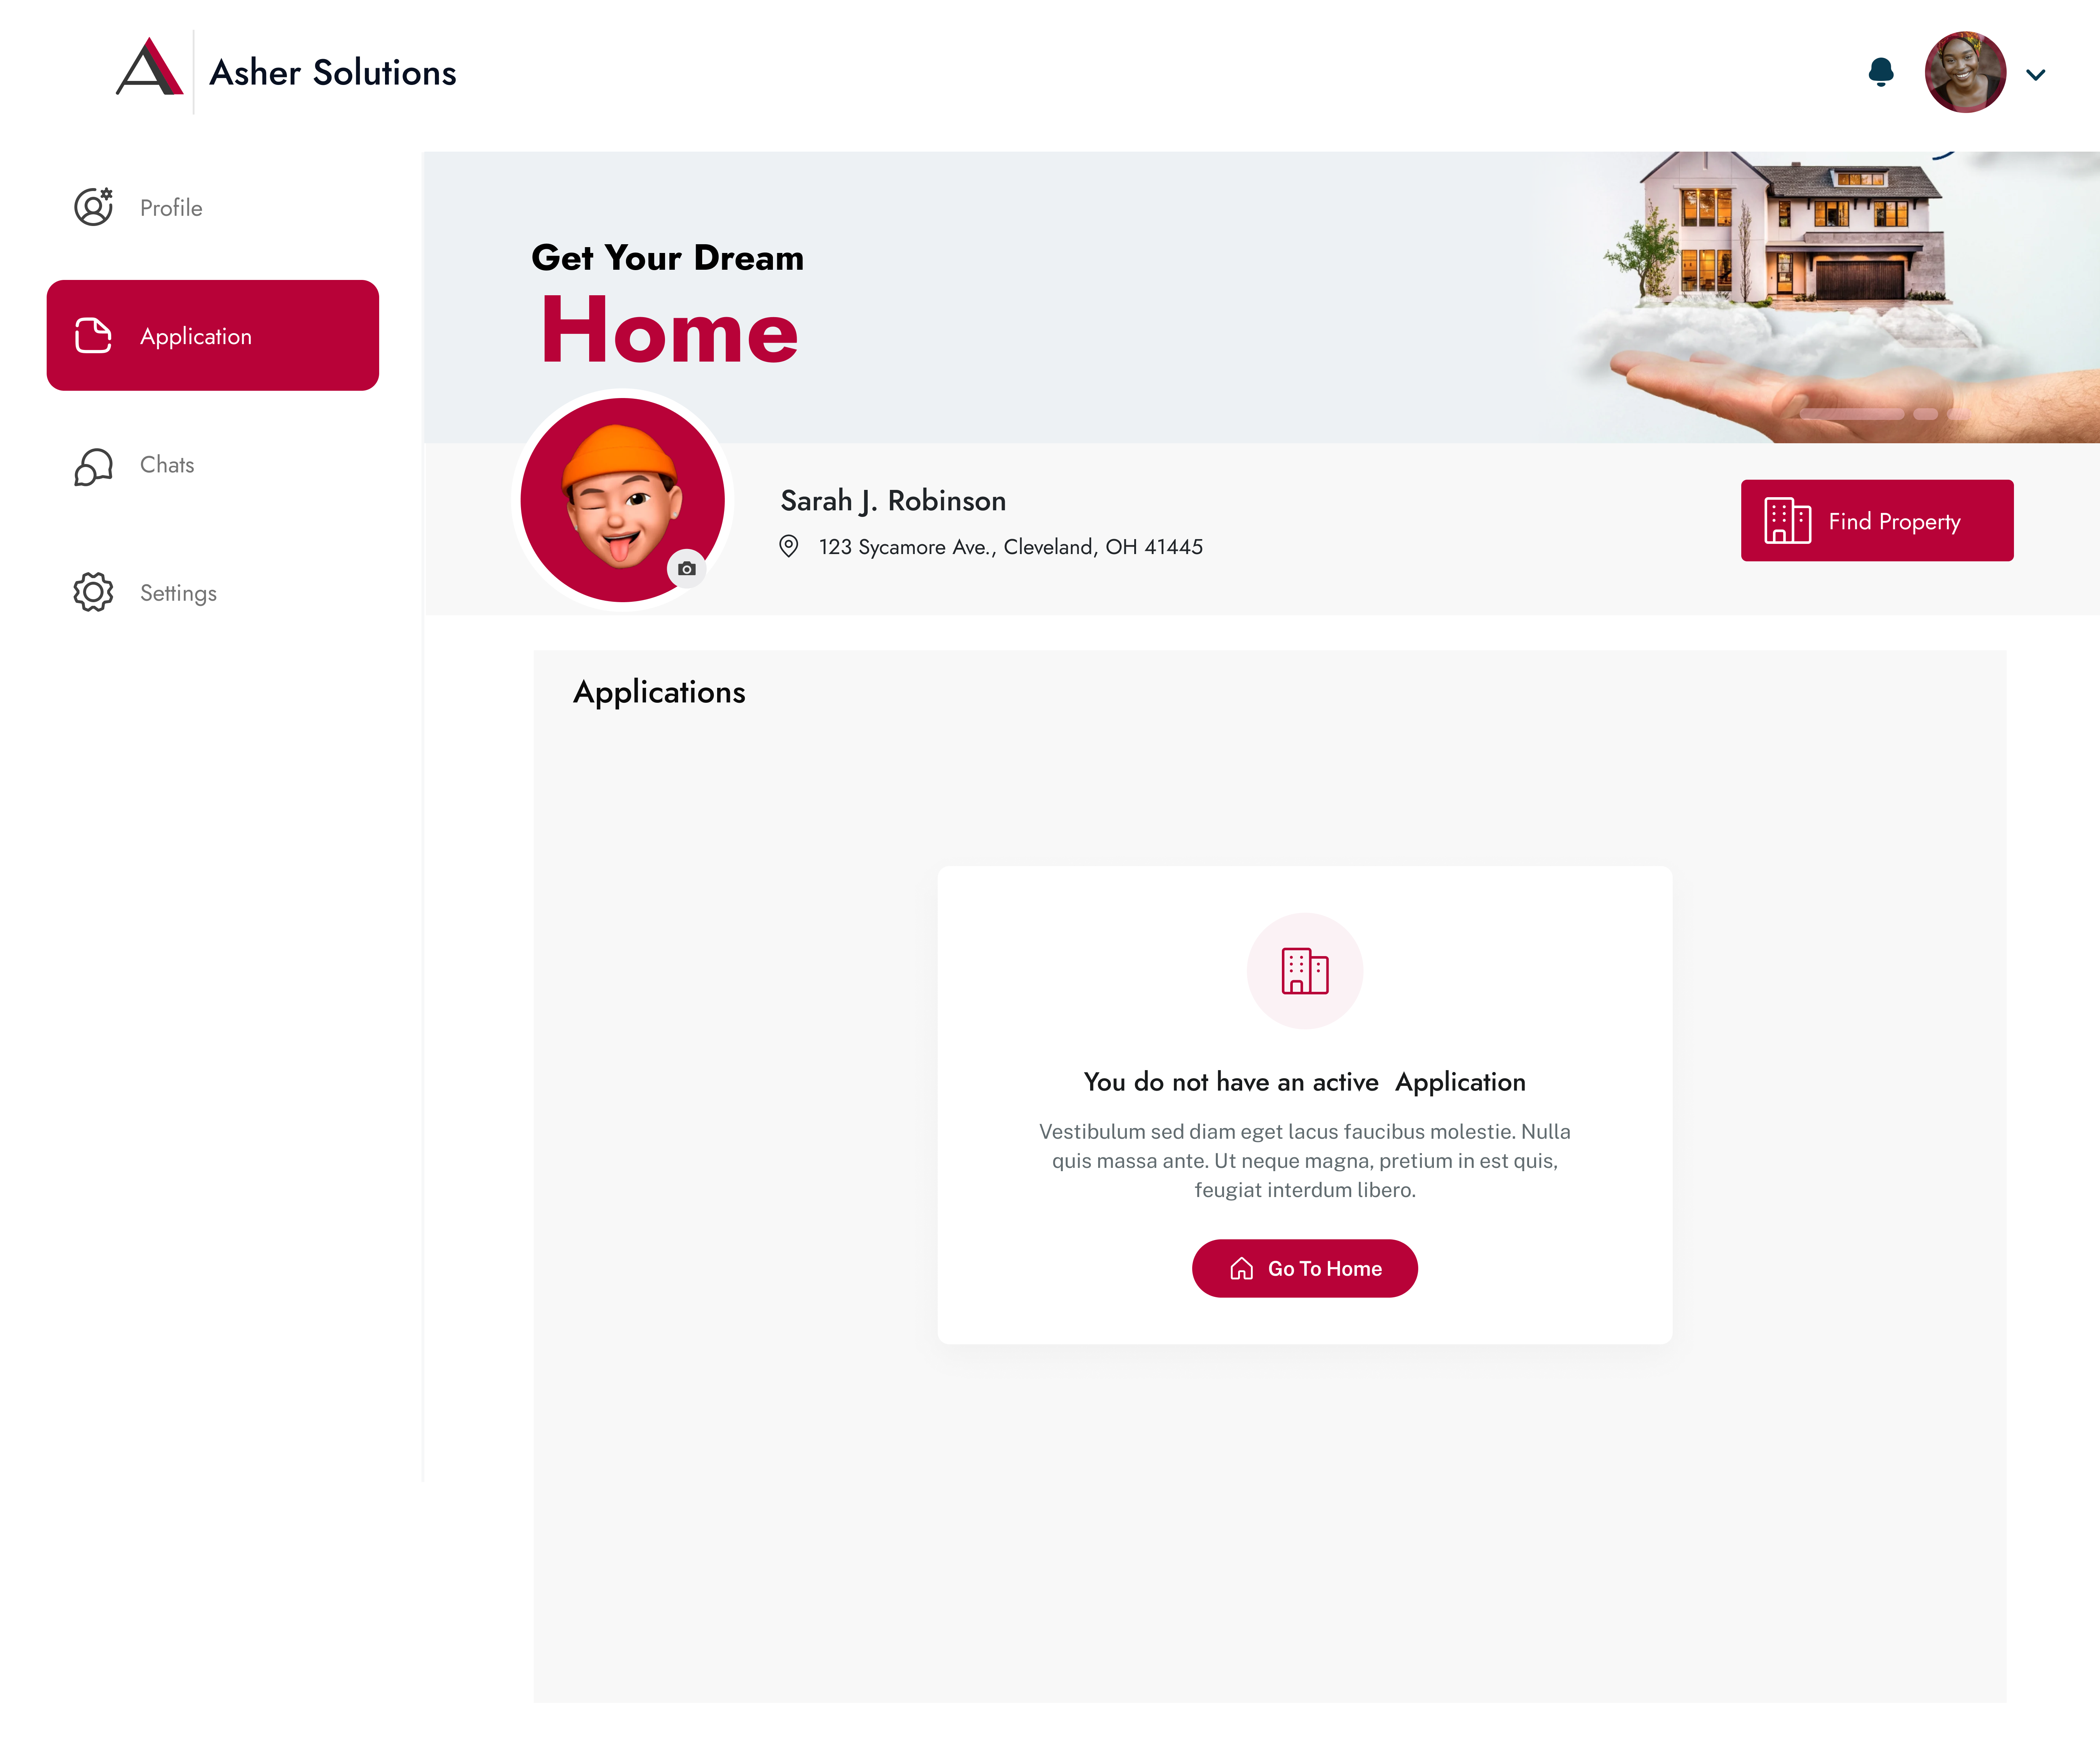 Asher Solutions
Profile
Application
Chats
Settings
Get Your Dream
Home
Sarah J. Robinson
123 Sycamore Ave., Cleveland, OH 41445
Find Property
Applications
You do not have an active  Application
Vestibulum sed diam eget lacus faucibus molestie. Nulla
quis massa ante. Ut neque magna, pretium in est quis,
feugiat interdum libero.
Go To Home